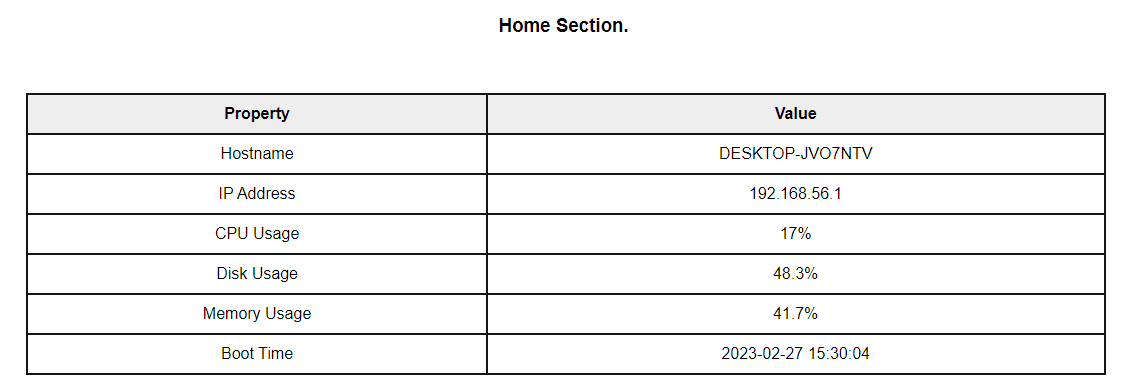 Home Section.
Property Value
Hostname DESKTOP-JVO7NTV
IP Address 192.168.56.1
CPU Usage 17%
Disk Usage 48.3%
Memory Usage 41.7%
Boot Time 2023-02-27 15:30:04